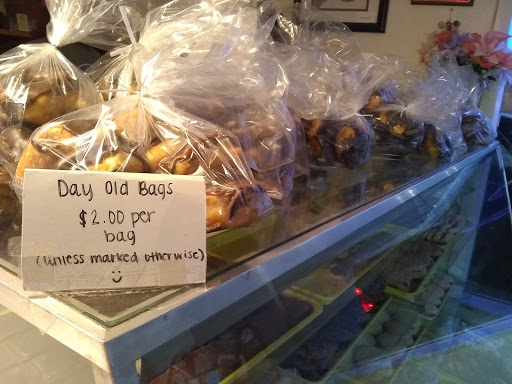 Day Old Bags
$2.00 per
bag
(unless marked otherwise)